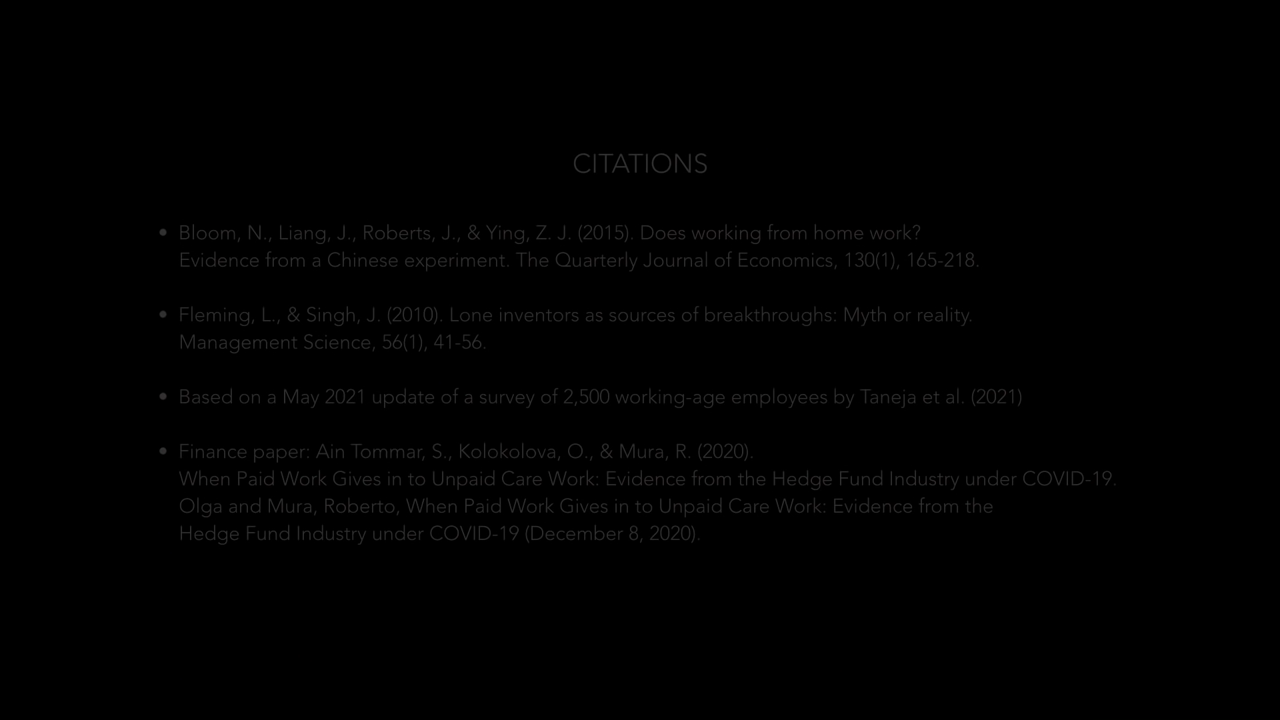 CITATIONS
• Bloom, N., Liang, J., Roberts, J., & Ying, Z. J. (2015). Does working from home work?
Evidence from a Chinese experiment. The Quarterly Journal of Economics, 130(1), 165-218.
• Fleming, L., & Singh, J. (2010). Lone inventors as sources of breakthroughs: Myth or reality.
Management Science, 56(1), 41-56.
• Based on a May 2021 update of a survey of 2,500 working-age employees by Taneja et al. (2021)
• Finance paper: Ain Tommar, S., Kolokolova, O., & Mura, R. (2020).
When Paid Work Gives in to Unpaid Care Work: Evidence from the Hedge Fund Industry under COVID-19.
Olga and Mura, Roberto, When Paid Work Gives in to Unpaid Care Work: Evidence from the
Hedge Fund Industry under COVID-19 (December 8, 2020).